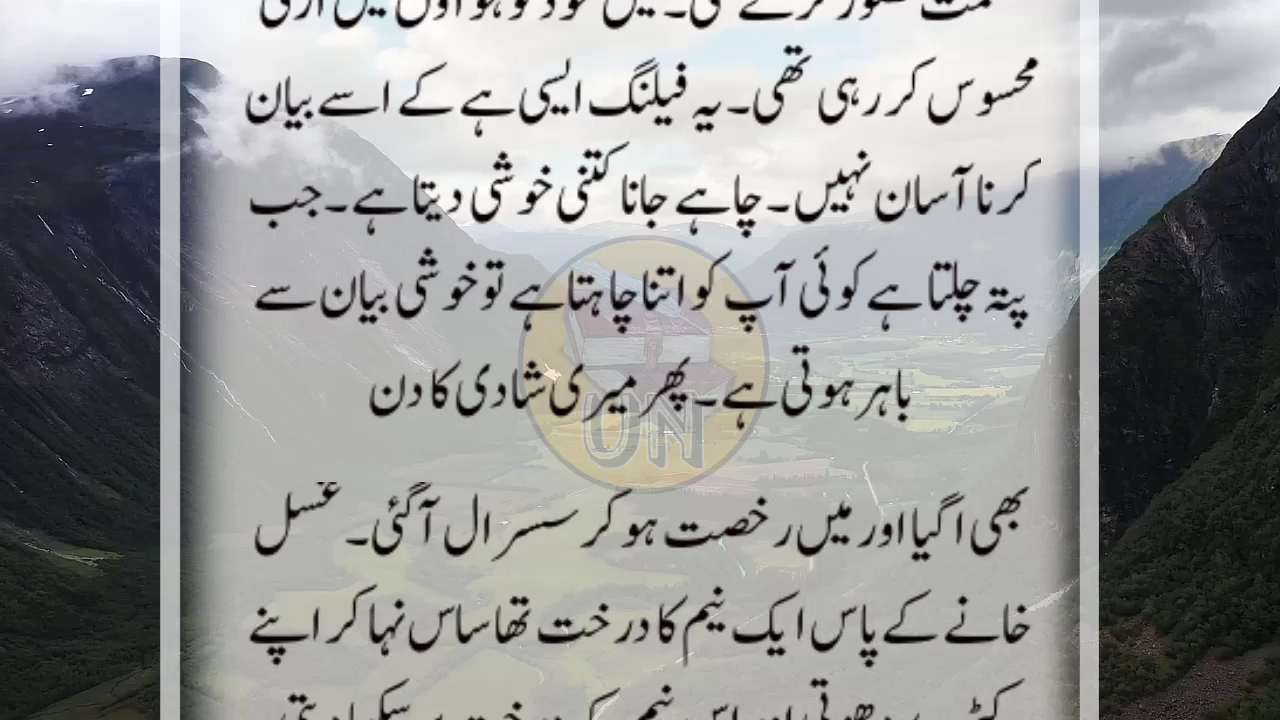 محسوس کر رہی تھی۔ یہ فیلنگ ایسی ہے کے اسے بیان
کرنا آسان نہیں۔ چاہے جانا کتنی خوشی دیتا ہے۔ جب
پتہ چلتا ہے کوئی آپ کو اتنا چاہتا ہے تو خوشی بیان سے
باہر ہوتی ہے۔ پھر میری شادی کا دن
UN
بھی اگیا اور میں رخصت ہو کر سسرال آگئی۔ غسل
خانے کے پاس ایک نیم کا درخت تھا ساس نہا کر اپنے